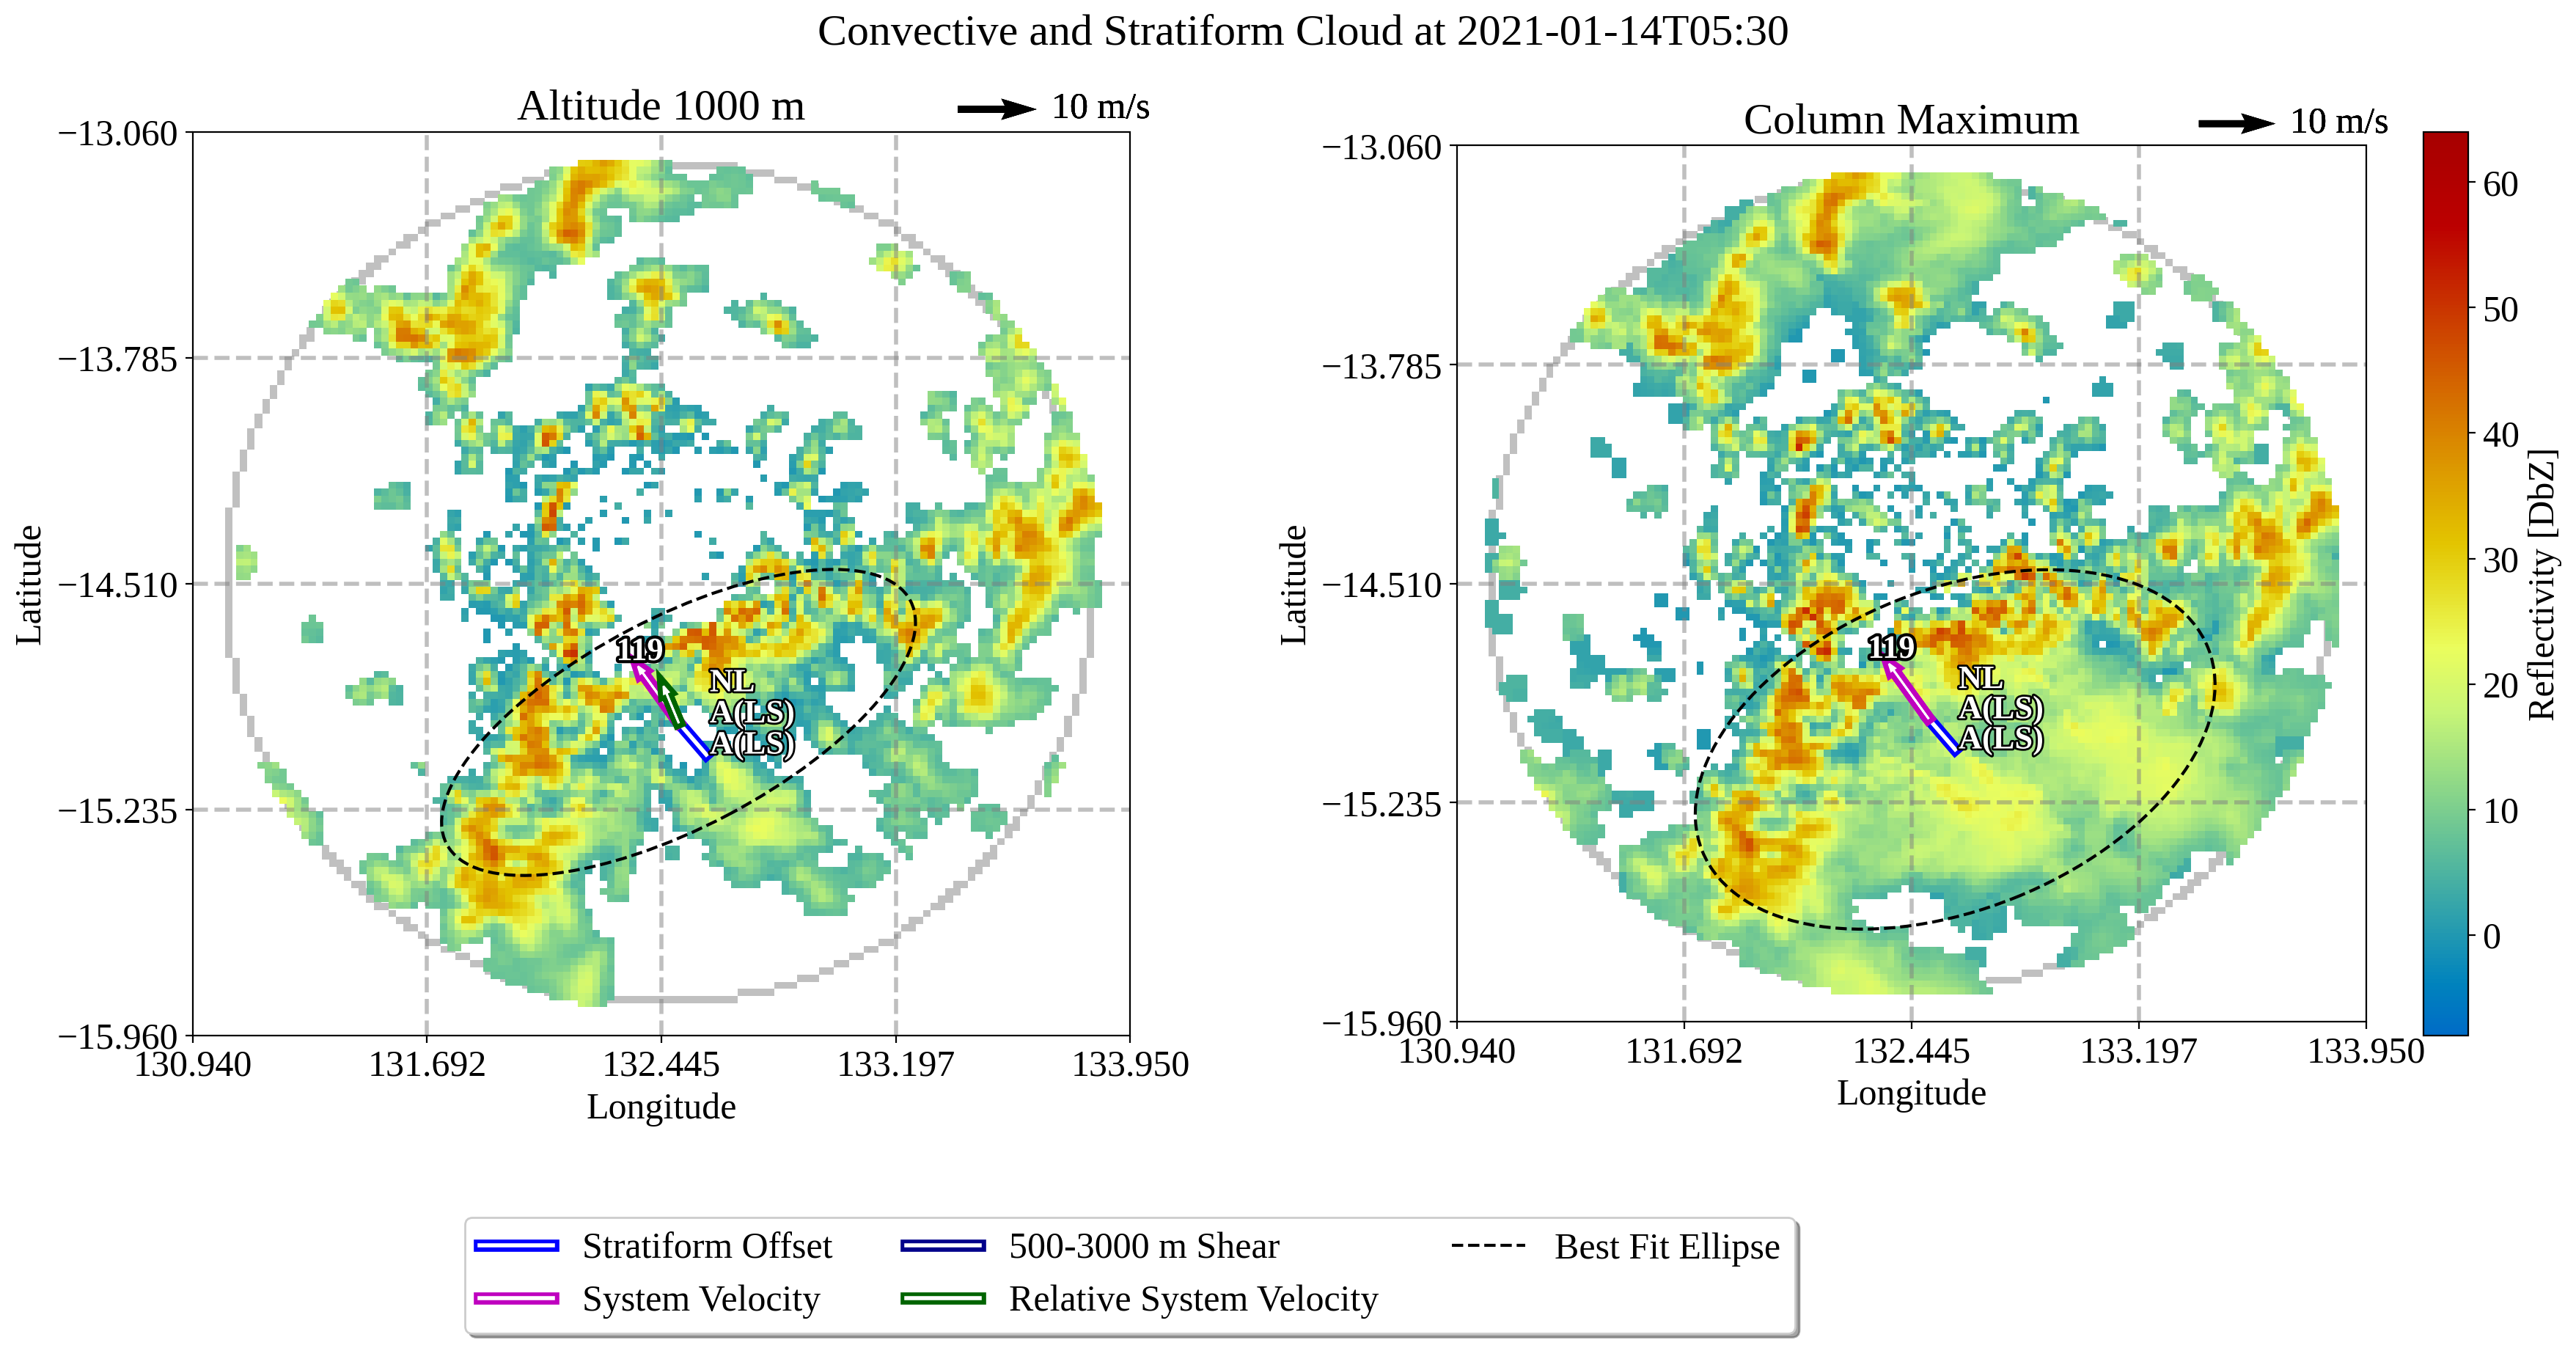 Convective and Stratiform Cloud at 2021-01-14T05:30
Altitude 1000 m
10 m/s
−13.060
−13.785
−14.510
−15.235
−15.960
130.940
131.692
132.445
133.197
133.950
Longitude
Latitude
119
NL
A(LS)
A(LS)
Column Maximum
10 m/s
−13.060
−13.785
−14.510
−15.235
−15.960
130.940
131.692
132.445
133.197
133.950
Longitude
Latitude
119
NL
A(LS)
A(LS)
60
50
40
30
20
10
0
Reflectivity [DbZ]
Stratiform Offset
System Velocity
500-3000 m Shear
Relative System Velocity
Best Fit Ellipse